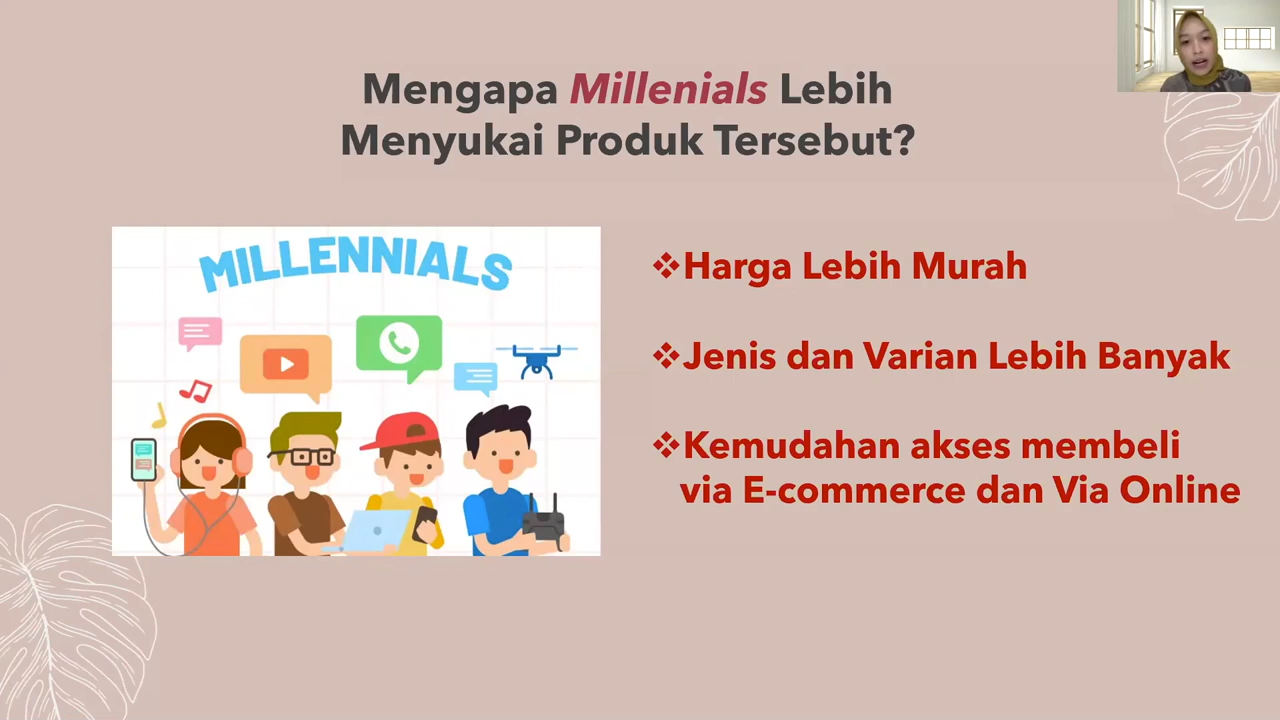 Mengapa Millenials Lebih
Menyukai Produk Tersebut?
MILLENNIALS
❖Harga Lebih Murah
❖Jenis dan Varian Lebih Banyak
❖Kemudahan akses membeli
via E-commerce dan Via Online